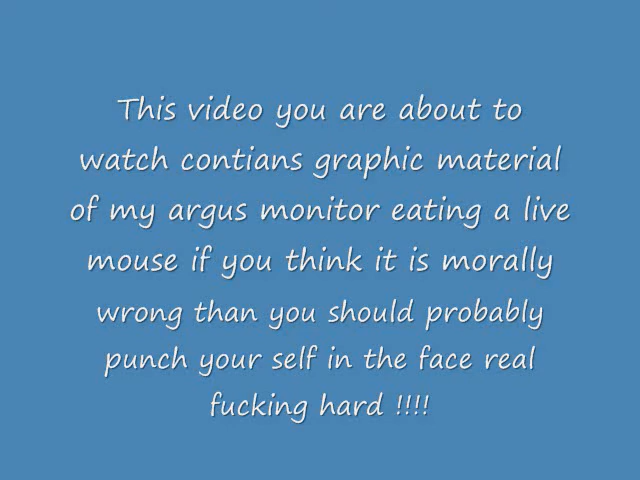 This video you are about to
watch contians graphic material
of my argus monitor eating a live
mouse if you think it is morally
wrong than you should probably
punch your self in the face real
fucking hard !!!!